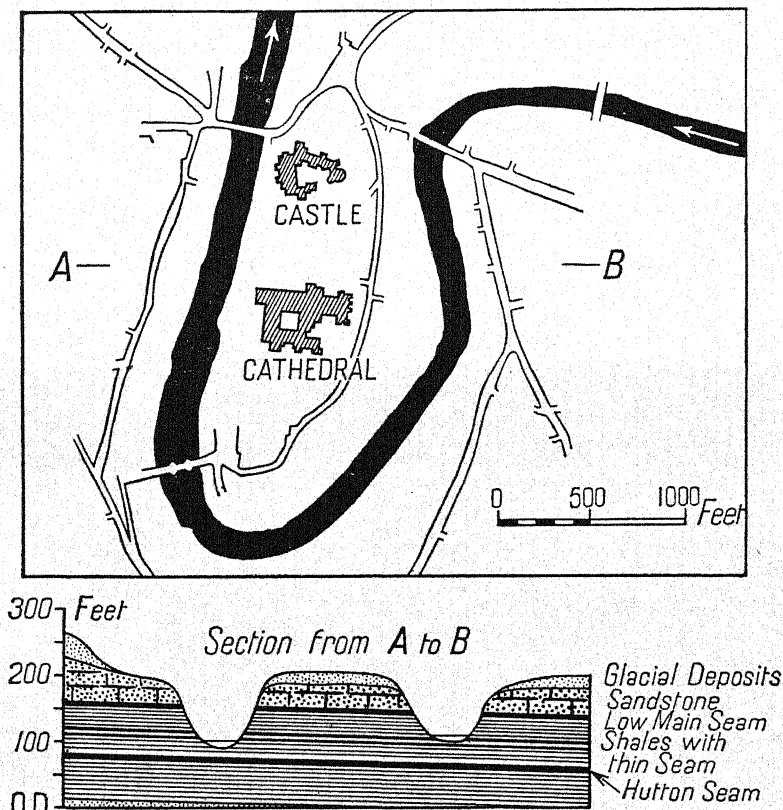 CASTLE
A
B
CATHEDRAL
0 500 1000
Feet
300 Feet
Section from A to B
200
100
O.D.
Glacial Deposits
Sandstone
Low Main Seam
Shales with
thin Seam
Hutton Seam